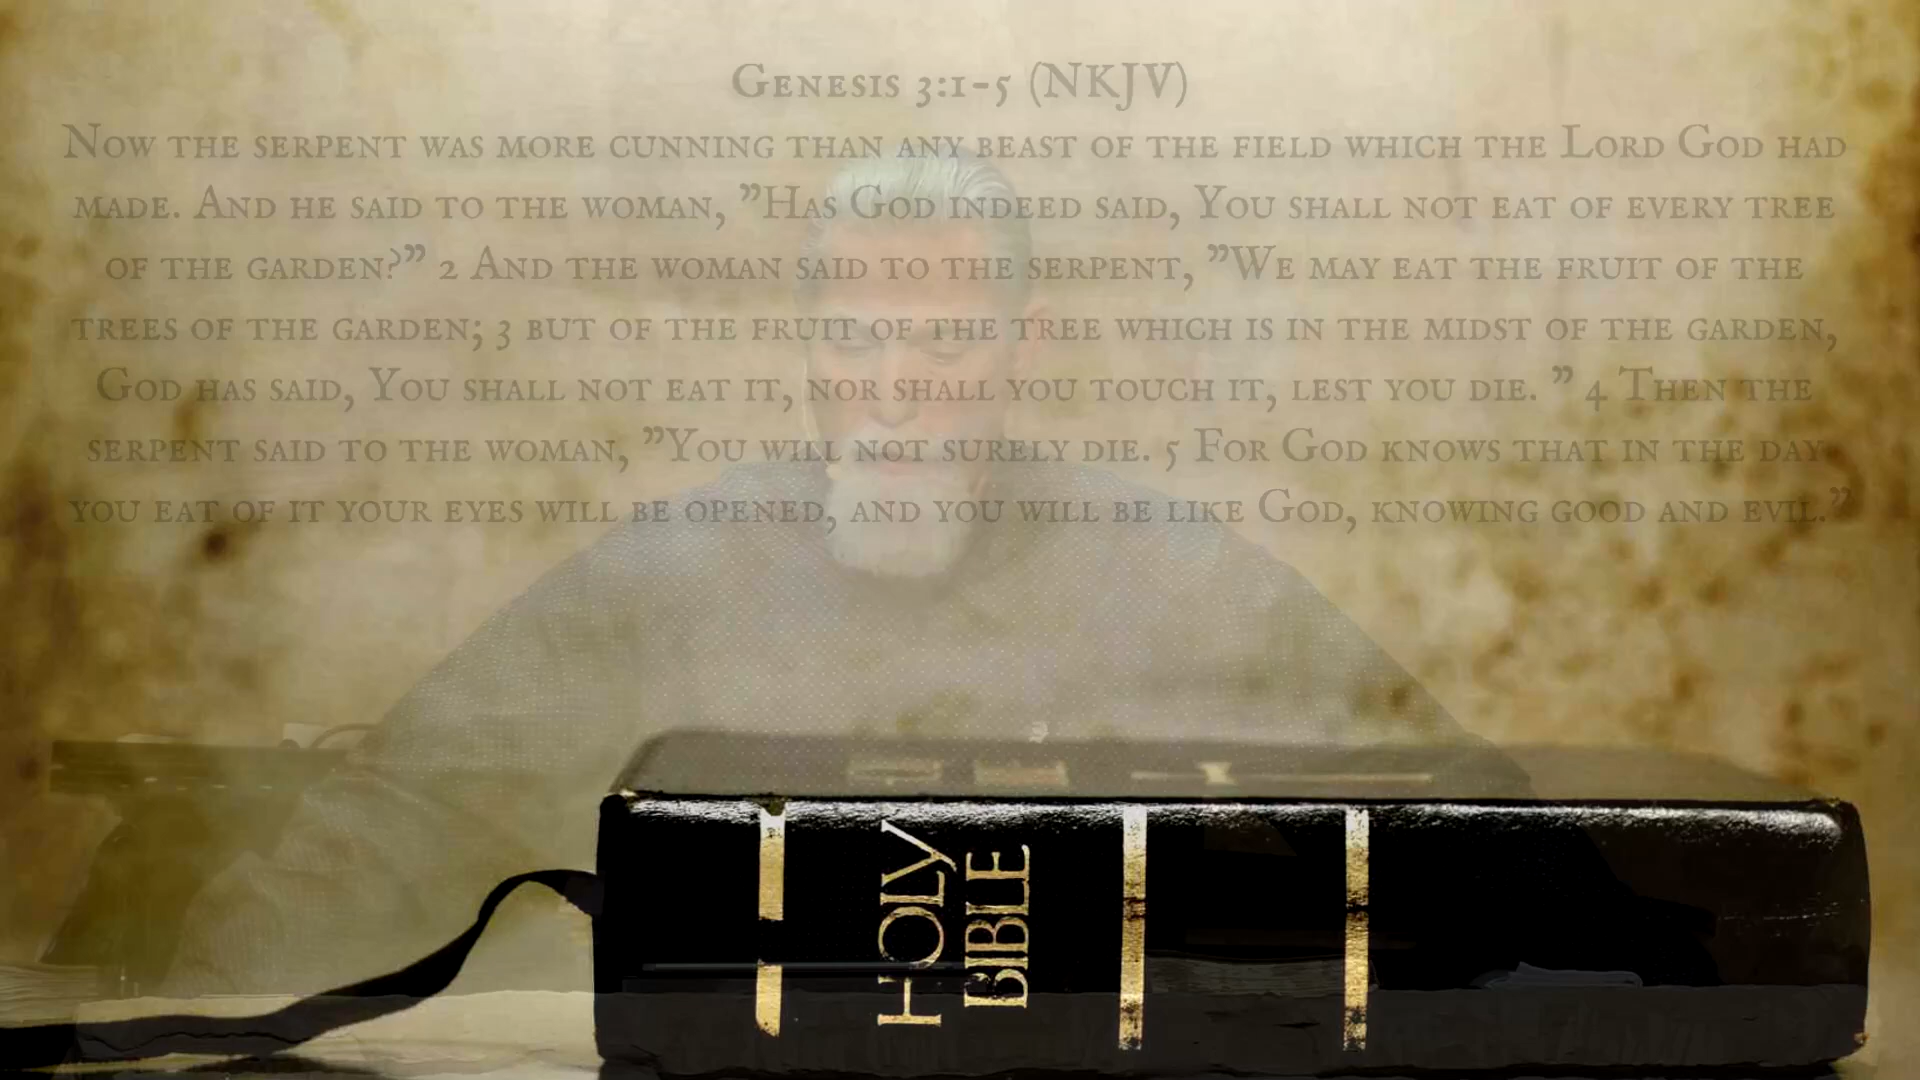 Genesis 3:1-5 (NKJV)
Now the serpent was more cunning than any beast of the field which the Lord God had
made. And he said to the woman, "Has God indeed said, You shall not eat of every tree
of the garden?" 2 And the woman said to the serpent, "We may eat the fruit of the
trees of the garden; 3 but of the fruit of the tree which is in the midst of the garden,
God has said, You shall not eat it, nor shall you touch it, lest you die. " 4 Then the
serpent said to the woman, "You will not surely die. 5 For God knows that in the day
you eat of it your eyes will be opened, and you will be like God, knowing good and evil."
HOLY
BIBLE